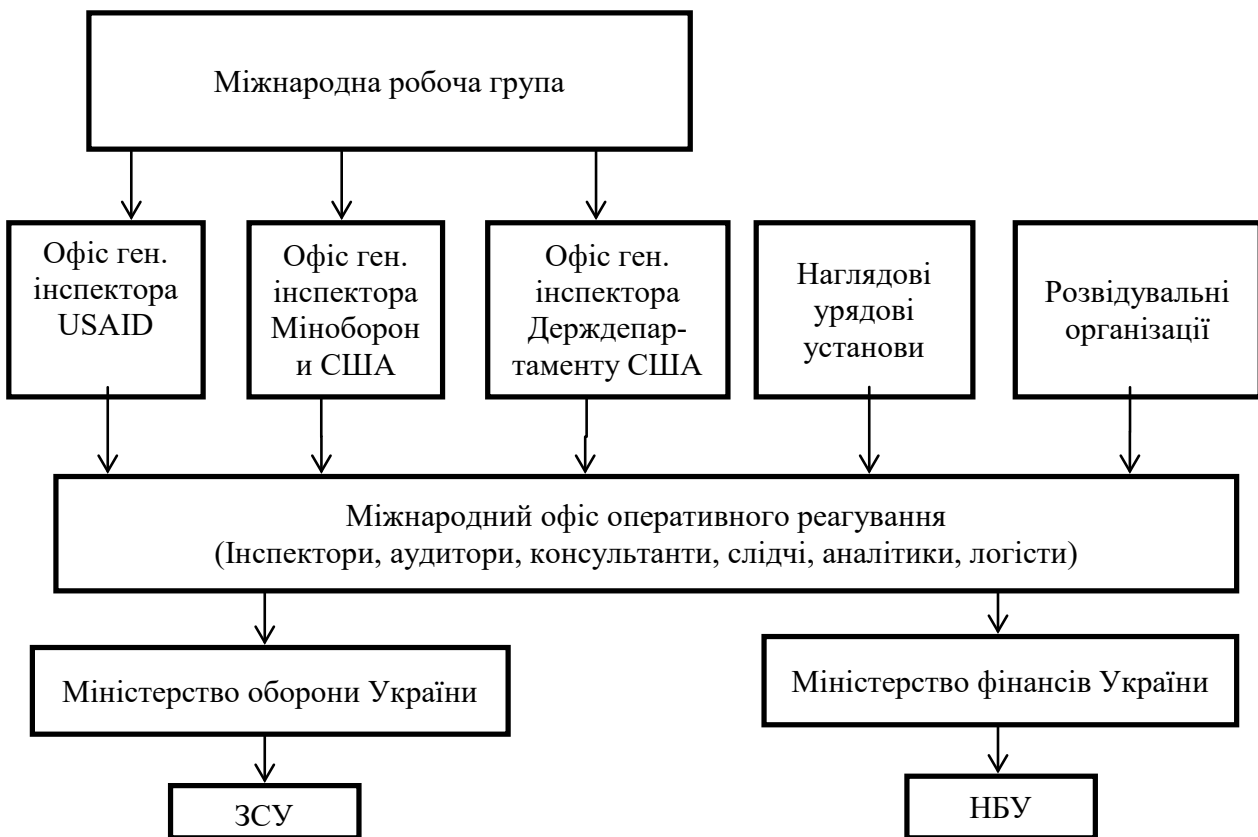 Міжнародна робоча група
Офіс ген.
інспектора
USAID
Офіс ген.
інспектора
Міноборон
и США
Офіс ген.
інспектора
Держдепар-
таменту США
Наглядові
урядові
установи
Розвідувальні
організації
Міжнародний офіс оперативного реагування
(Інспектори, аудитори, консультанти, слідчі, аналітики, логісти)
Міністерство оборони України
Міністерство фінансів України
ЗСУ
НБУ